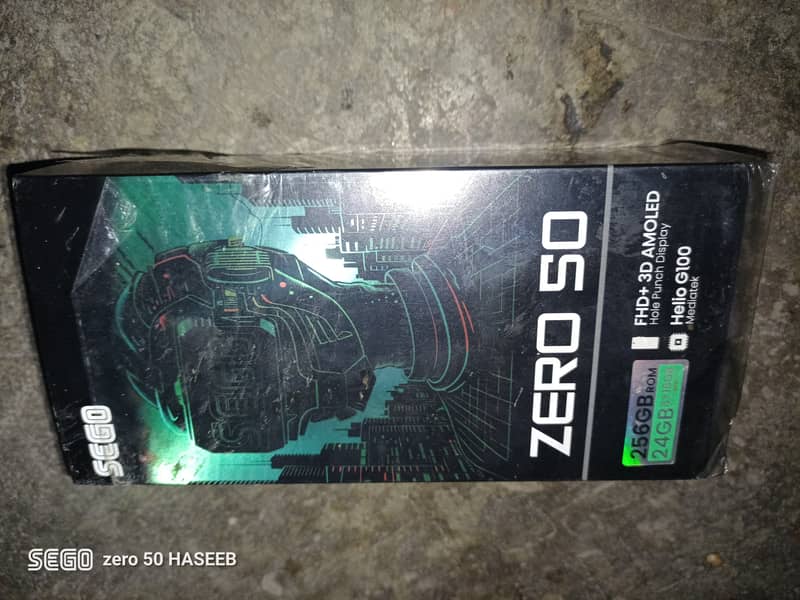 SEGO
ZERO 50
FHD+ 3D AMOLED
Hole Punch Display
Helio G100
Mediatek
256GB ROM
24GB
SEGO zero 50 HASEEB